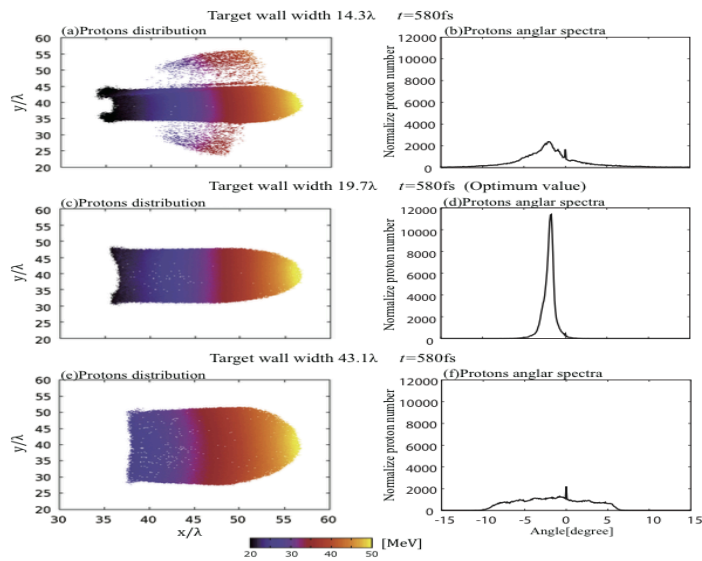 Target wall width 14.3λ t=580fs
(a)Protons distribution
(b)Protons anglar spectra
60
55
50
45
40
35
30
25
20
y/λ
12000
10000
8000
6000
4000
2000
0
Normalize proton number
Target wall width 19.7λ t=580fs (Optimum value)
(c)Protons distribution
(d)Protons anglar spectra
60
55
50
45
40
35
30
25
20
y/λ
12000
10000
8000
6000
4000
2000
0
Normalize proton number
Target wall width 43.1λ t=580fs
(e)Protons distribution
(f)Protons anglar spectra
60
55
50
45
40
35
30
25
20
y/λ
30 35 40 45 50 55 60
x/λ
12000
10000
8000
6000
4000
2000
0
Normalize proton number
-15 -10 -5 0 5 10 15
Angle[degree]
[MeV]
20 30 40 50